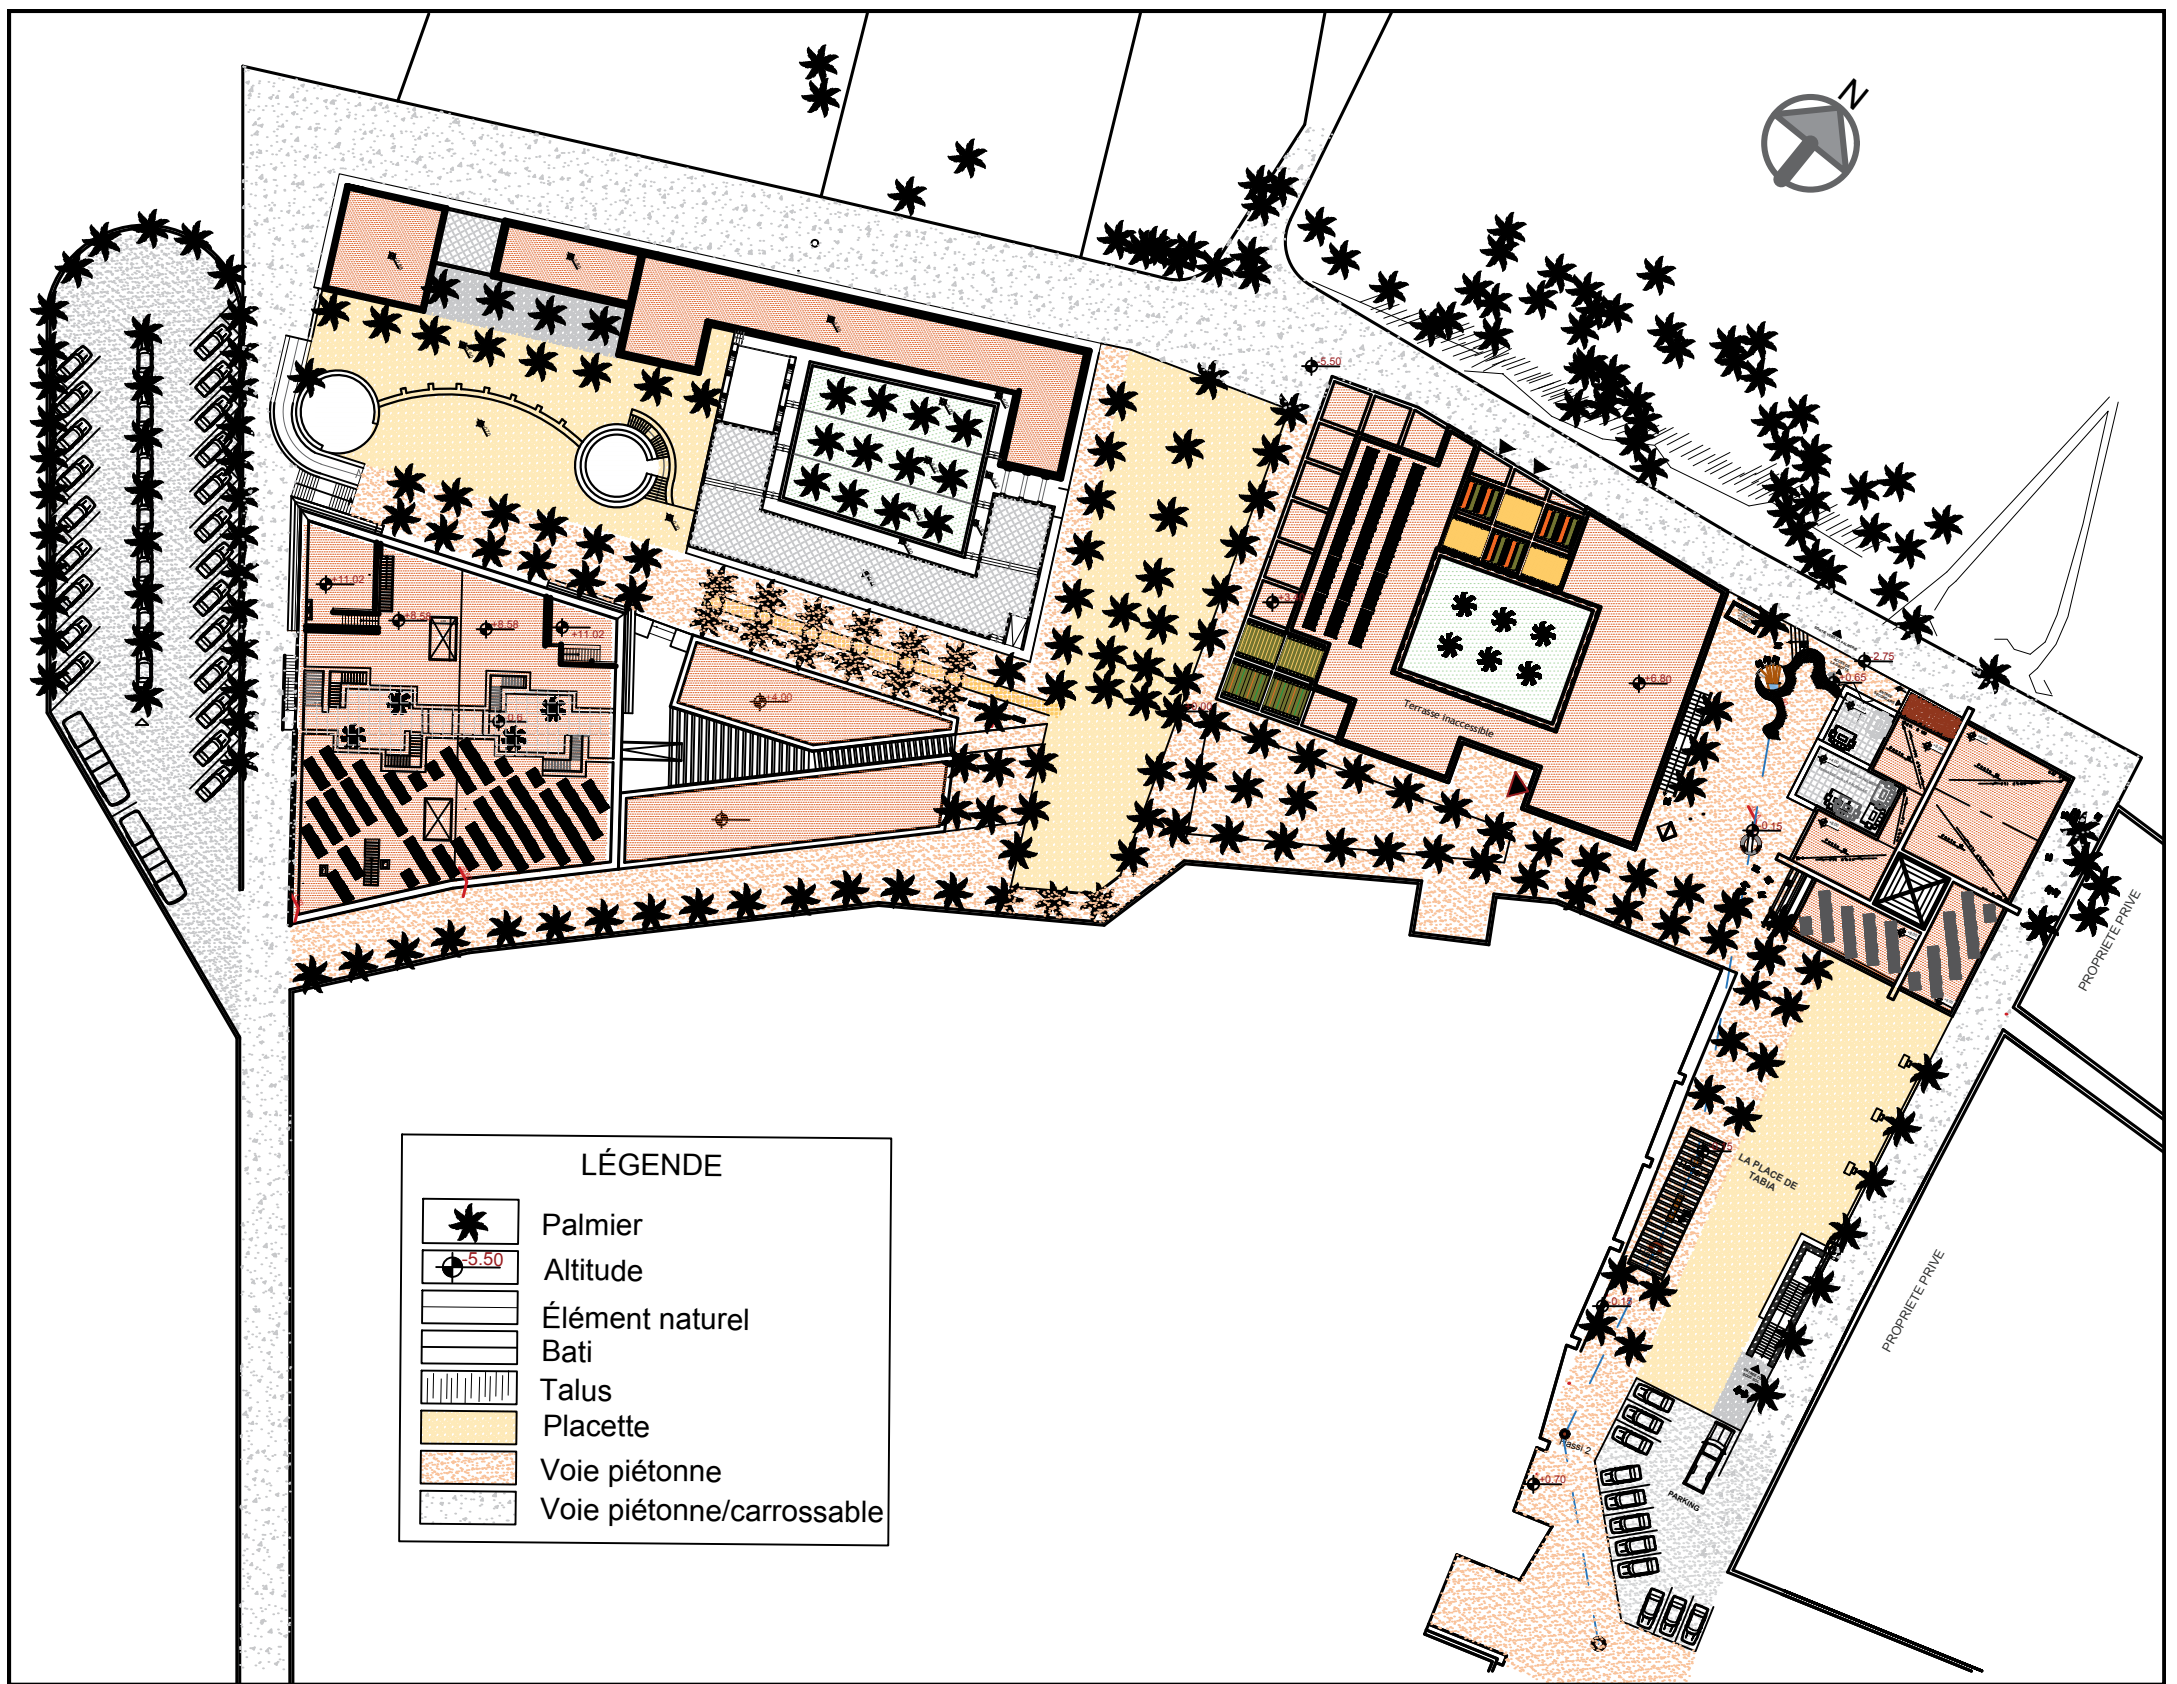 N
-5.50
+11.02
+8.58
+8.58
+11.02
+6.80
-2.75
+0.65
+4.00
Terrasse Inaccessible
-0.15
PROPRIETE PRIVE
LÉGENDE
Palmier
-5.50
Altitude
Élément naturel
Bati
Talus
Placette
Voie piétonne
Voie piétonne/carrossable
LA PLACE DE
TABIA
PROPRIETE PRIVE
+0.70
PARKING